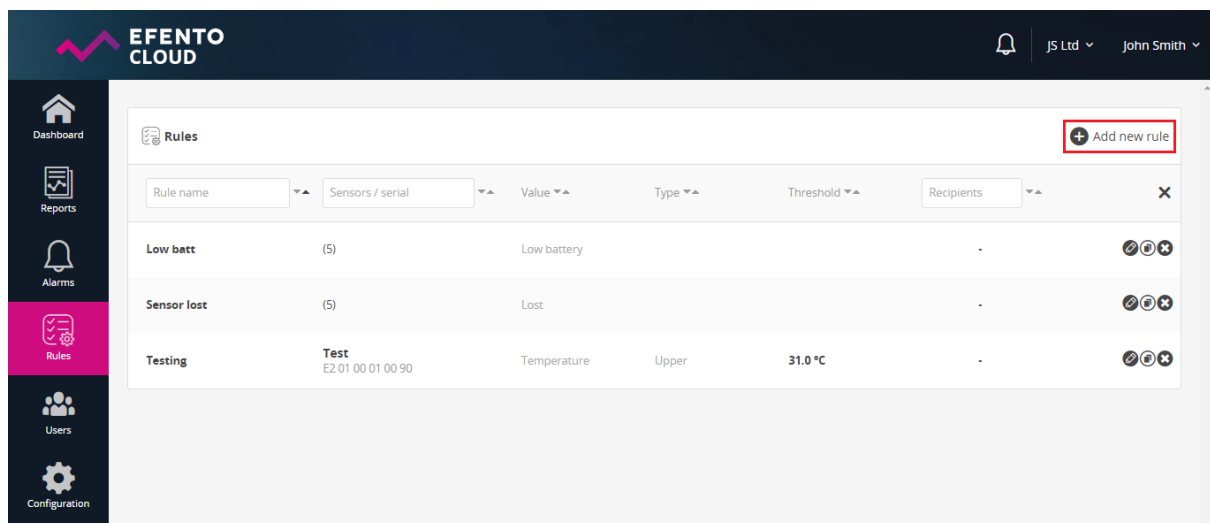 EFENTO
CLOUD
JS Ltd
John Smith
Dashboard
Reports
Alarms
Rules
Users
Configuration
Rules
Add new rule
Rule name
Sensors / serial
Value
Type
Threshold
Recipients
Low batt (5) Low battery -
Sensor lost (5) Lost -
Testing Test Temperature Upper 31.0 °C -
E2 01 00 01 00 90